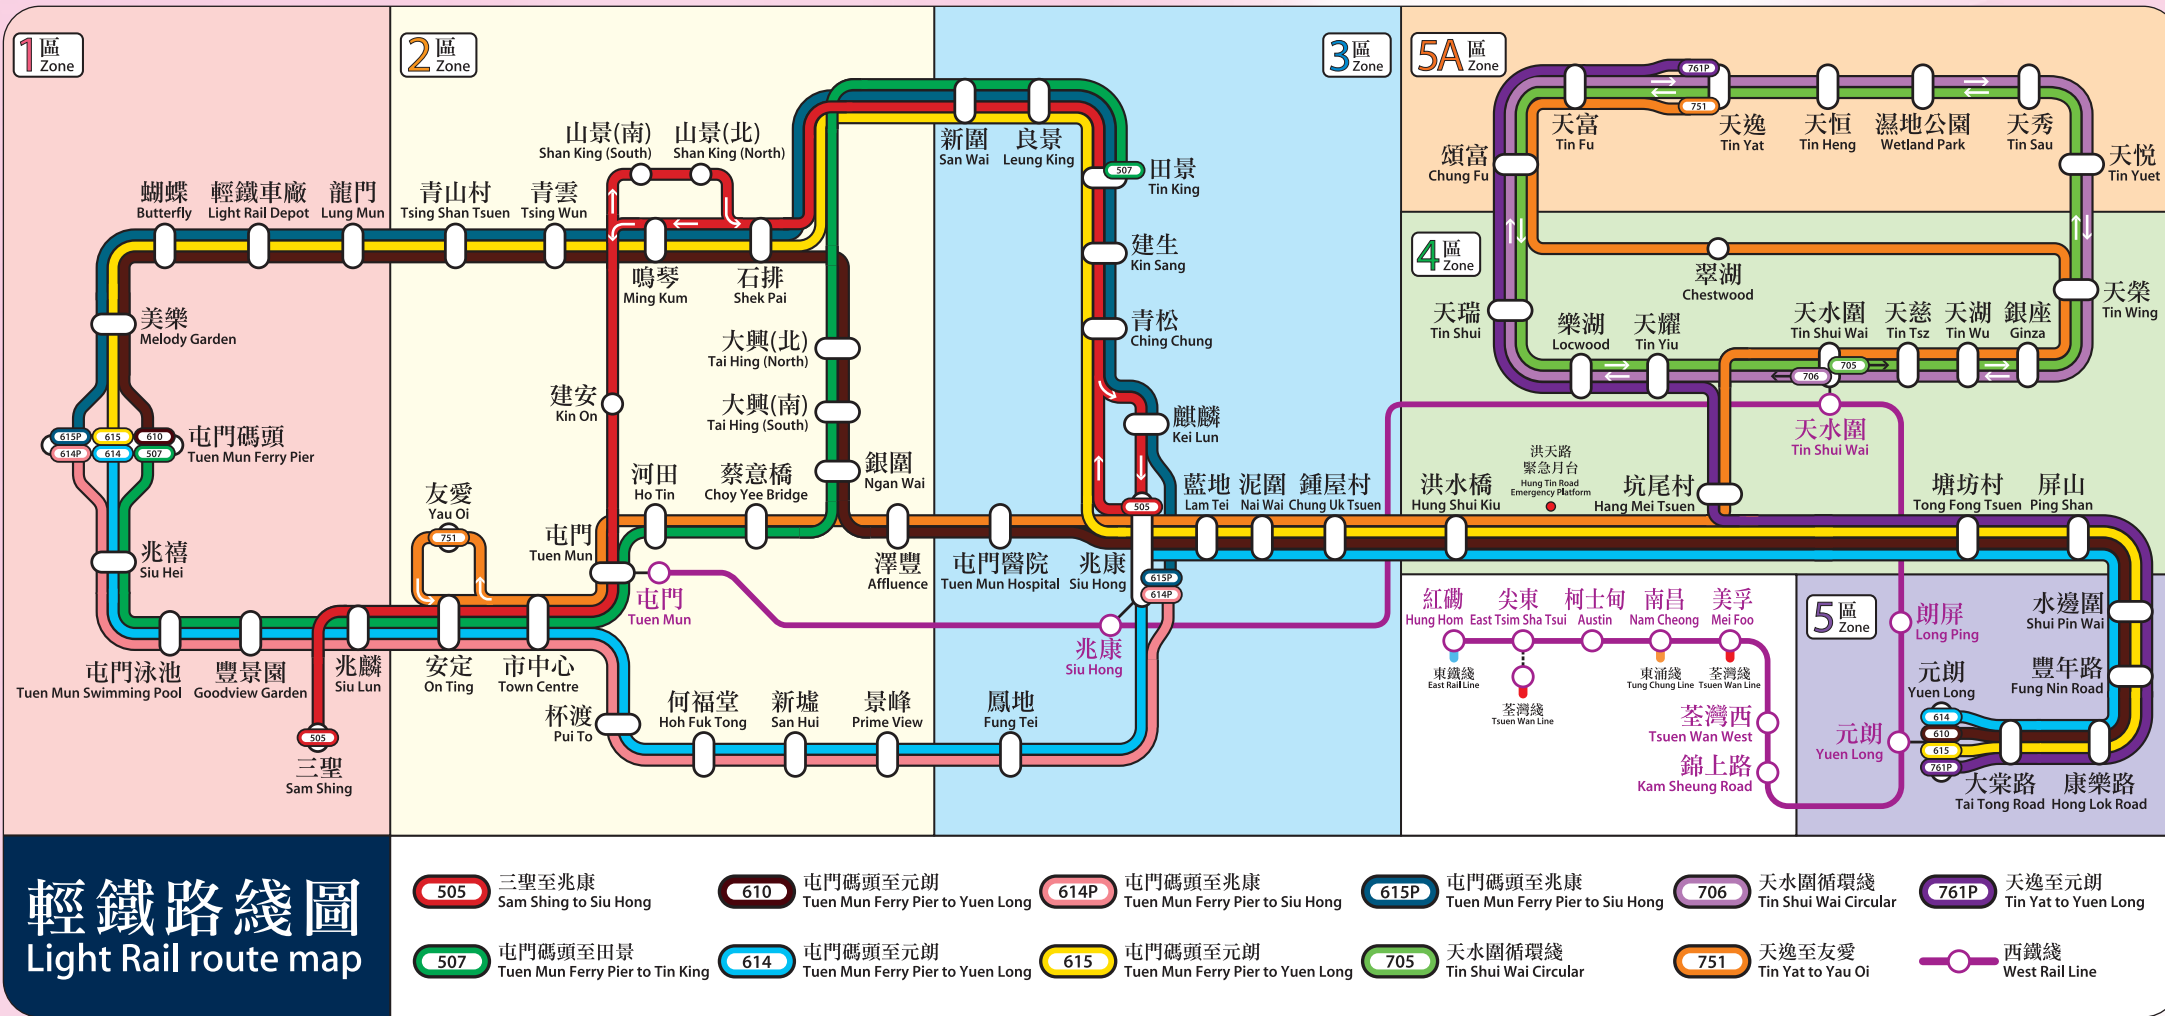 1 區
Zone
2 區
Zone
3 區
Zone
5A 區
Zone
4 區
Zone
5 區
Zone
蝴蝶
Butterfly
輕鐵車廠
Light Rail Depot
龍門
Lung Mun
青山村
Tsing Shan Tsuen
青雲
Tsing Wun
山景(南)
Shan King (South)
山景(北)
Shan King (North)
鳴琴
Ming Kum
石排
Shek Pai
新圍
San Wai
良景
Leung King
507
田景
Tin King
建生
Kin Sang
青松
Ching Chung
麒麟
Kei Lun
美樂
Melody Garden
615P
615
610
614P
614
507
屯門碼頭
Tuen Mun Ferry Pier
兆禧
Siu Hei
屯門泳池
Tuen Mun Swimming Pool
豐景園
Goodview Garden
兆麟
Siu Lun
505
三聖
Sam Shing
大興(北)
Tai Hing (North)
大興(南)
Tai Hing (South)
銀圍
Ngan Wai
建安
Kin On
河田
Ho Tin
蔡意橋
Choy Yee Bridge
友愛
Yau Oi
751
屯門
Tuen Mun
屯門
Tuen Mun
安定
On Ting
市中心
Town Centre
杯渡
Pui To
何福堂
Hoh Fuk Tong
新墟
San Hui
景峰
Prime View
鳳地
Fung Tei
澤豐
Affluence
屯門醫院
Tuen Mun Hospital
兆康
Siu Hong
505
615P
614P
兆康
Siu Hong
藍地
Lam Tei
泥圍
Nai Wai
鍾屋村
Chung Uk Tsuen
洪水橋
Hung Shui Kiu
洪天路
緊急月台
Hung Tin Road
Emergency Platform
坑尾村
Hang Mei Tsuen
塘坊村
Tong Fong Tsuen
屏山
Ping Shan
761P
751
天富
Tin Fu
天逸
Tin Yat
天恒
Tin Heng
濕地公園
Wetland Park
天秀
Tin Sau
頌富
Chung Fu
天悦
Tin Yuet
翠湖
Chestwood
天瑞
Tin Shui
樂湖
Locwood
天耀
Tin Yiu
天水圍
Tin Shui Wai
705
706
天慈
Tin Tsz
天湖
Tin Wu
銀座
Ginza
天榮
Tin Wing
天水圍
Tin Shui Wai
紅磡
Hung Hom
尖東
East Tsim Sha Tsui
柯士甸
Austin
南昌
Nam Cheong
美孚
Mei Foo
東鐵綫
East Rail Line
荃灣綫
Tsuen Wan Line
東涌綫
Tung Chung Line
荃灣綫
Tsuen Wan Line
荃灣西
Tsuen Wan West
錦上路
Kam Sheung Road
朗屏
Long Ping
元朗
Yuen Long
水邊圍
Shui Pin Wai
豐年路
Fung Nin Road
元朗
Yuen Long
614
610
615
761P
大棠路
Tai Tong Road
康樂路
Hong Lok Road
輕鐵路綫圖
Light Rail route map
505 三聖至兆康
Sam Shing to Siu Hong
610 屯門碼頭至元朗
Tuen Mun Ferry Pier to Yuen Long
614P 屯門碼頭至兆康
Tuen Mun Ferry Pier to Siu Hong
615P 屯門碼頭至兆康
Tuen Mun Ferry Pier to Siu Hong
706 天水圍循環綫
Tin Shui Wai Circular
761P 天逸至元朗
Tin Yat to Yuen Long
507 屯門碼頭至田景
Tuen Mun Ferry Pier to Tin King
614 屯門碼頭至元朗
Tuen Mun Ferry Pier to Yuen Long
615 屯門碼頭至元朗
Tuen Mun Ferry Pier to Yuen Long
705 天水圍循環綫
Tin Shui Wai Circular
751 天逸至友愛
Tin Yat to Yau Oi
西鐵綫
West Rail Line